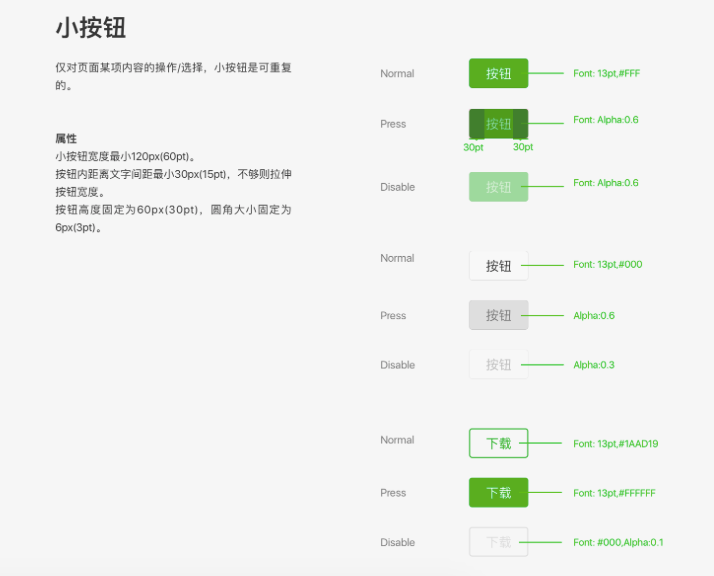 小按钮
仅对页面某项内容的操作/选择，小按钮是可重复
的。
属性
小按钮宽度最小120px(60pt)。
按钮内距离文字间距最小30px(15pt)，不够则拉伸
按钮宽度。
按钮高度固定为60px(30pt)，圆角大小固定为
6px(3pt)。
Normal 按钮 Font: 13pt,#FFF
Press 按钮 Font: Alpha:0.6
30pt 30pt
Disable 按钮 Font: Alpha:0.6
Normal 按钮 Font: 13pt,#000
Press 按钮 Alpha:0.6
Disable 按钮 Alpha:0.3
Normal 下载 Font: 13pt,#1AAD19
Press 下载 Font: 13pt,#FFFFFF
Disable 下载 Font: #000,Alpha:0.1